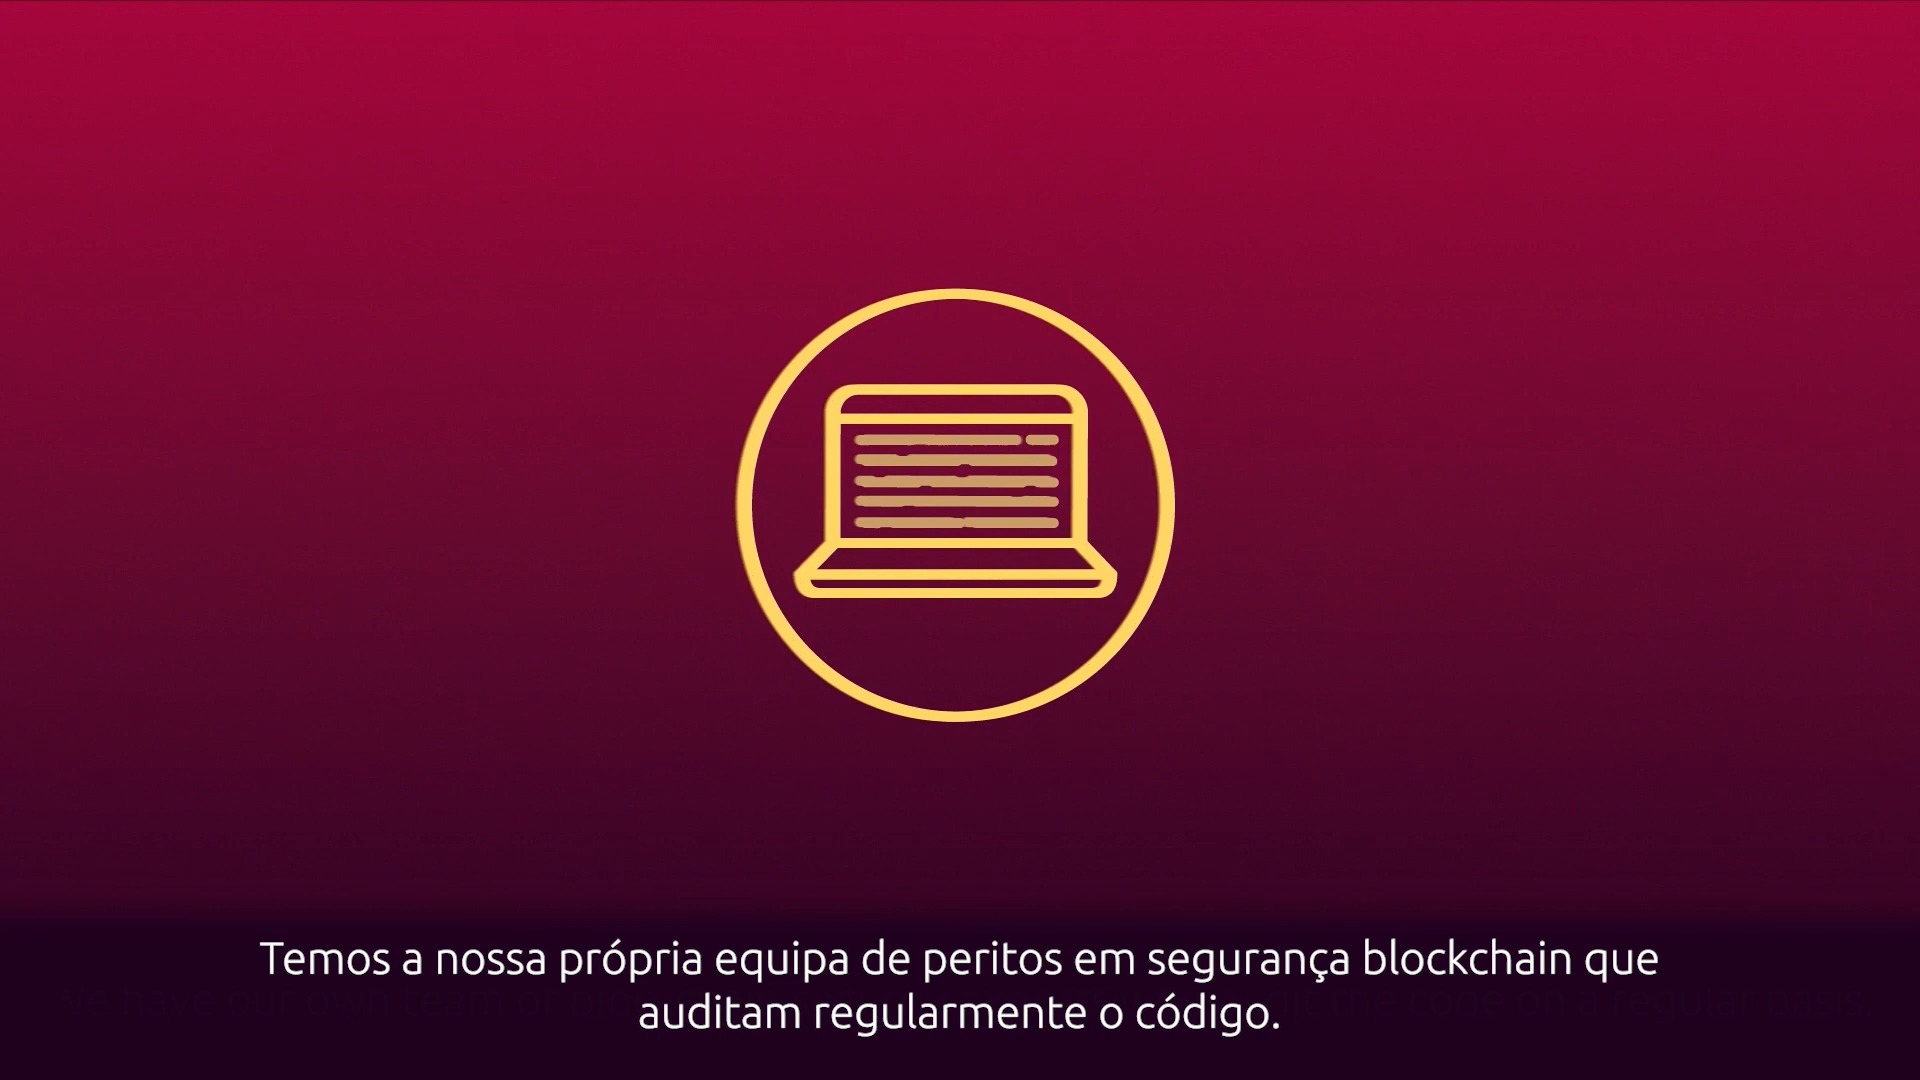 Temos a nossa própria equipa de peritos em segurança blockchain que
auditam regularmente o código.